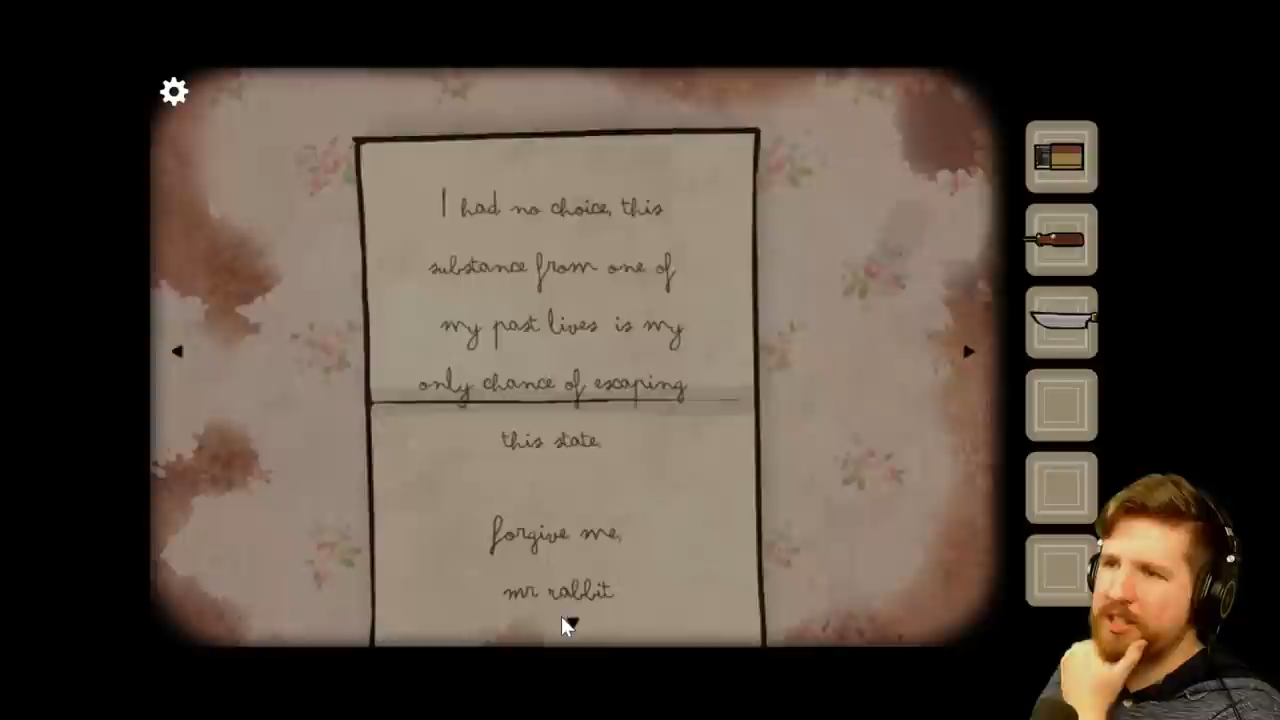 I had no choice, this
substance from one of
my past lives is my
only chance of escaping
this state.
forgive me,
mr rabbit